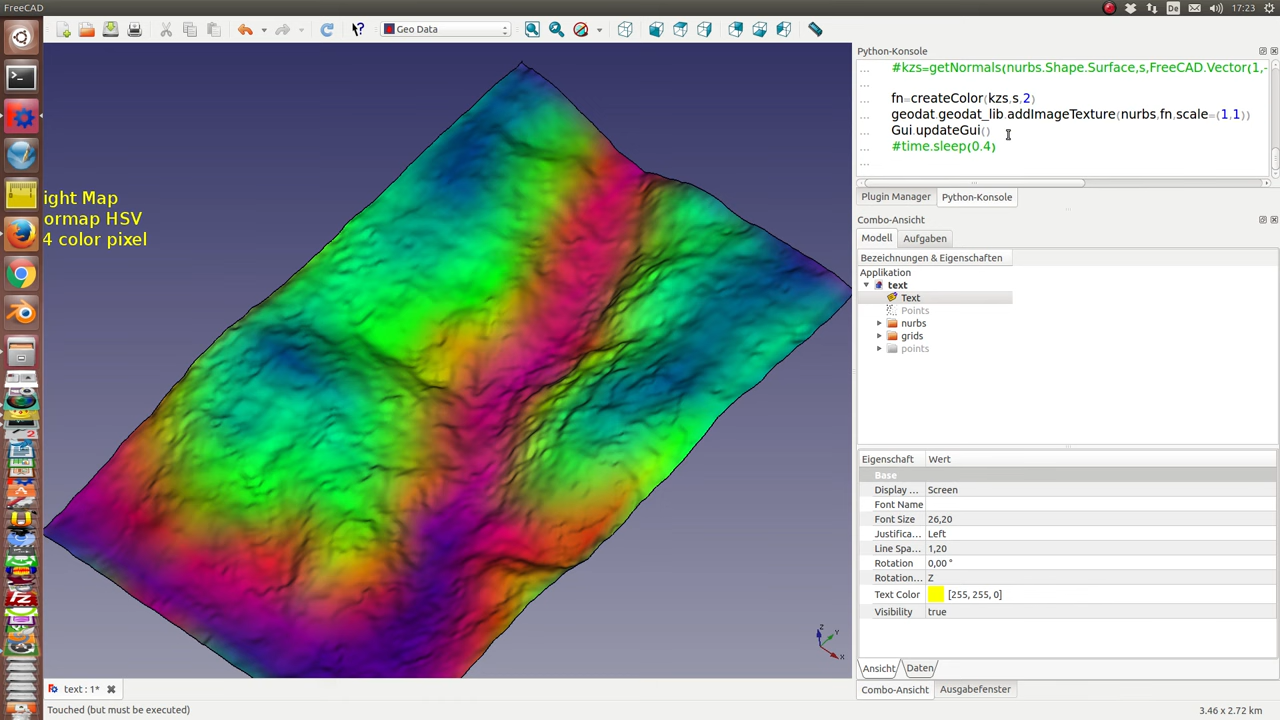 FreeCAD
De
17:23
Geo Data
ight Map
ormap HSV
4 color pixel
Python-Konsole
... #kzs=getNormals(nurbs.Shape.Surface,s,FreeCAD.Vector(1,-
...
... fn=createColor(kzs,s,2)
... geodat.geodat_lib.addImageTexture(nurbs,fn,scale=(1,1))
... Gui.updateGui()
... #time.sleep(0.4)
...
Plugin Manager
Python-Konsole
Combo-Ansicht
Modell
Aufgaben
Bezeichnungen & Eigenschaften
Applikation
text
Text
Points
nurbs
grids
points
Eigenschaft Wert
Base
Display ... Screen
Font Name
Font Size 26,20
Justifica... Left
Line Spa... 1,20
Rotation 0,00 °
Rotation... Z
Text Color [255, 255, 0]
Visibility true
Z
Y
X
Ansicht
Daten
text : 1*
Combo-Ansicht
Ausgabefenster
Touched (but must be executed)
3.46 x 2.72 km